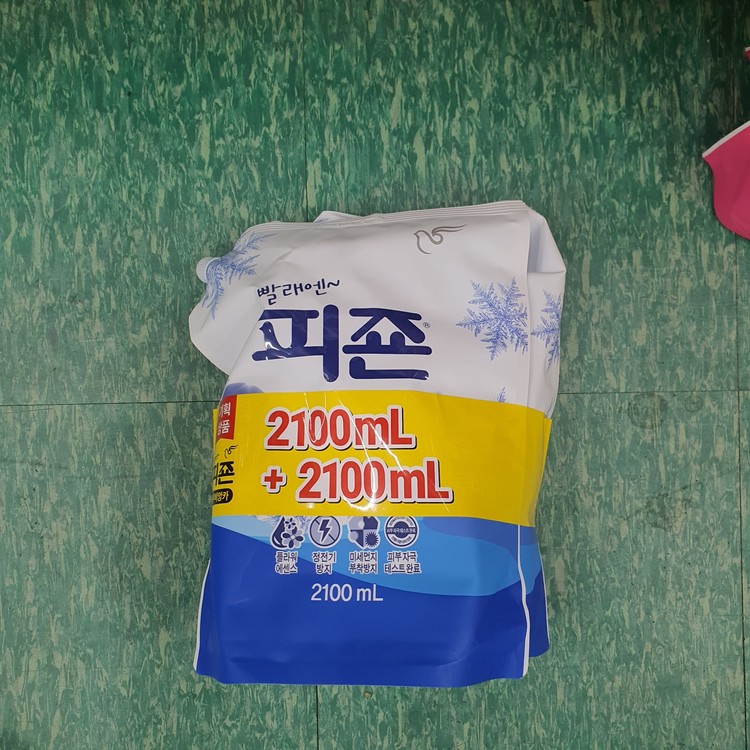 빨래엔~
피죤®
2100mL
+ 2100mL
피죤
플라워
에센스
정전기
방지
미세먼지
부착방지
피부자극
테스트완료
2100 mL